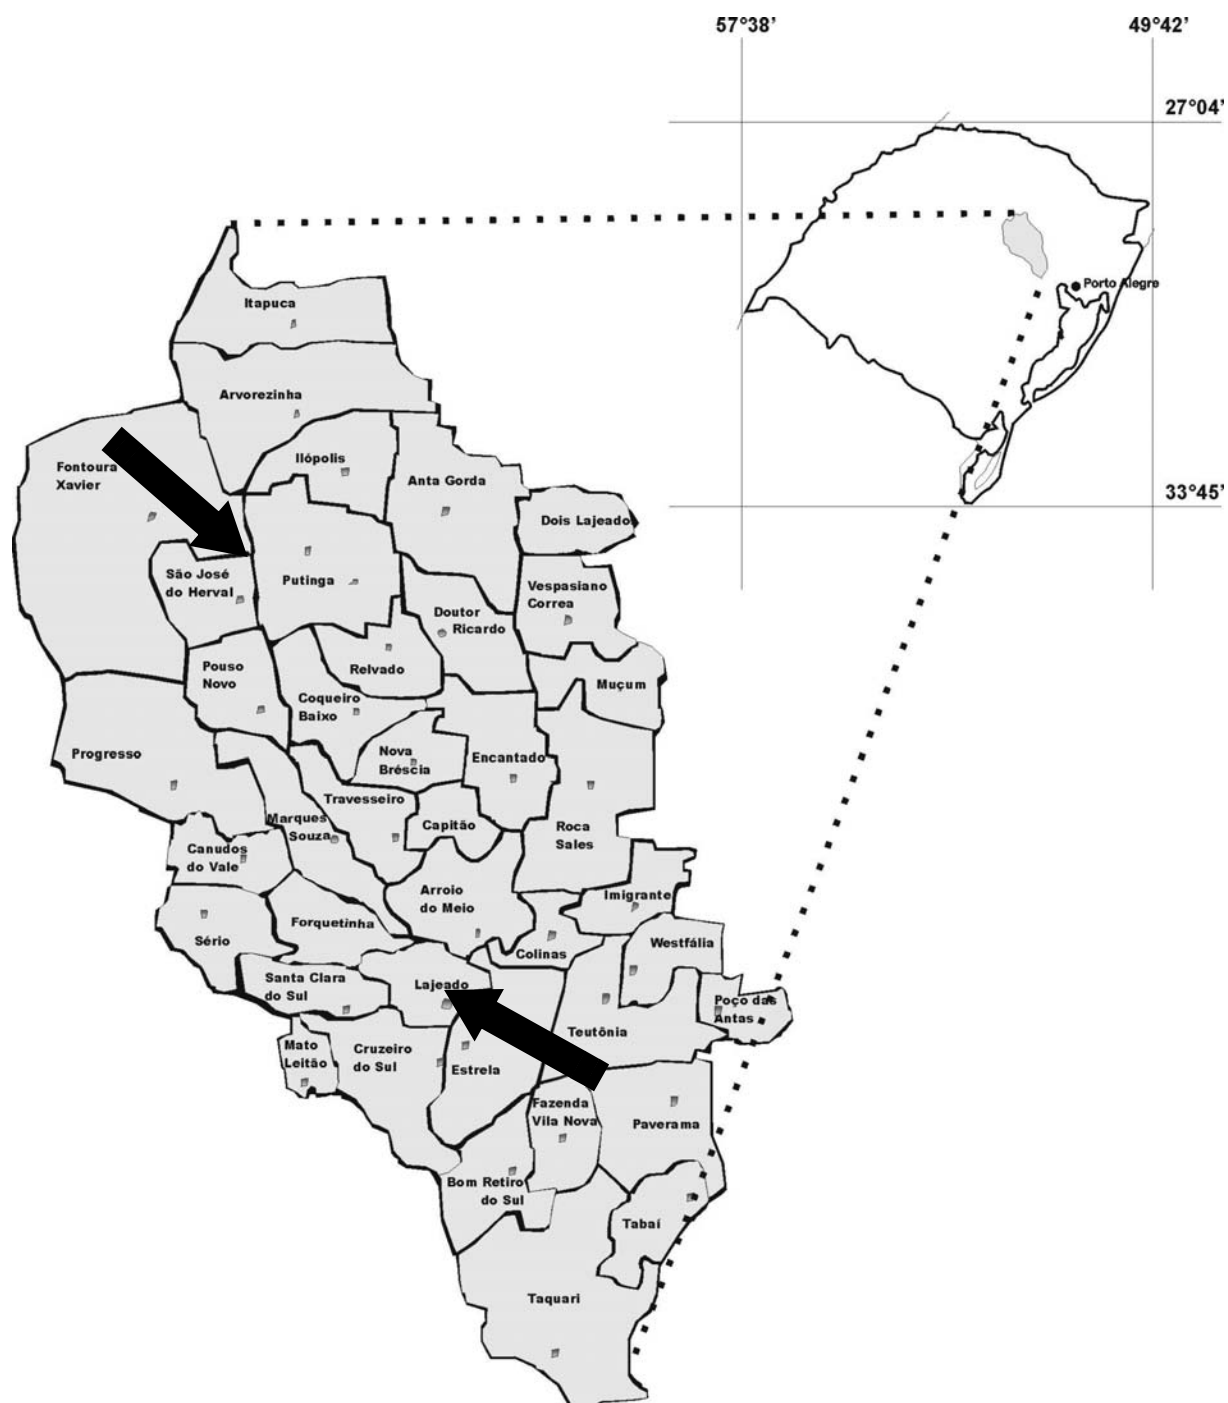 57°38’
49°42’
27°04’
Porto Alegre
33°45’
Itapuca
Arvorezinha
Fontoura
Xavier
Ilópolis
Anta Gorda
Dois Lajeado
São José
do Herval
Putinga
Vespasiano
Correa
Doutor
Ricardo
Pouso
Novo
Relvado
Muçum
Coqueiro
Baixo
Progresso
Nova
Bréscia
Encantado
Travesseiro
Marques
Souza
Capitão
Roca
Sales
Canudos
do Vale
Arroio
do Meio
Imigrante
Forquetinha
Sério
Colinas
Westfália
Santa Clara
do Sul
Lajeado
Poço das
Antas
Teutônia
Mato
Leitão
Cruzeiro
do Sul
Estrela
Fazenda
Vila Nova
Paverama
Bom Retiro
do Sul
Tabaí
Taquari